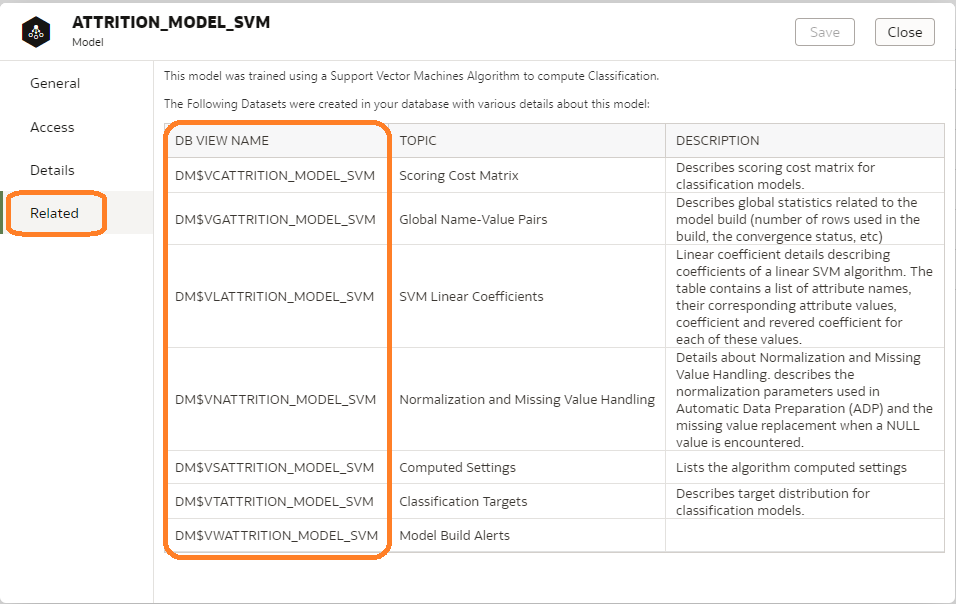 ATTRITION_MODEL_SVM
Model
Save
Close
General
Access
Details
Related
This model was trained using a Support Vector Machines Algorithm to compute Classification.
The Following Datasets were created in your database with various details about this model:
DB VIEW NAME TOPIC DESCRIPTION
DM$VCATTRITION_MODEL_SVM Scoring Cost Matrix Describes scoring cost matrix for
classification models.
DM$VGATTRITION_MODEL_SVM Global Name-Value Pairs Describes global statistics related to the
model build (number of rows used in the
build, the convergence status, etc)
DM$VLATTRITION_MODEL_SVM SVM Linear Coefficients Linear coefficient details describing
coefficients of a linear SVM algorithm. The
table contains a list of attribute names,
their corresponding attribute values,
coefficient and revered coefficient for
each of these values.
DM$VNATTRITION_MODEL_SVM Normalization and Missing Value Handling Details about Normalization and Missing
Value Handling. describes the
normalization parameters used in
Automatic Data Preparation (ADP) and the
missing value replacement when a NULL
value is encountered.
DM$VSATTRITION_MODEL_SVM Computed Settings Lists the algorithm computed settings
DM$VTATTRITION_MODEL_SVM Classification Targets Describes target distribution for
classification models.
DM$VWATTRITION_MODEL_SVM Model Build Alerts